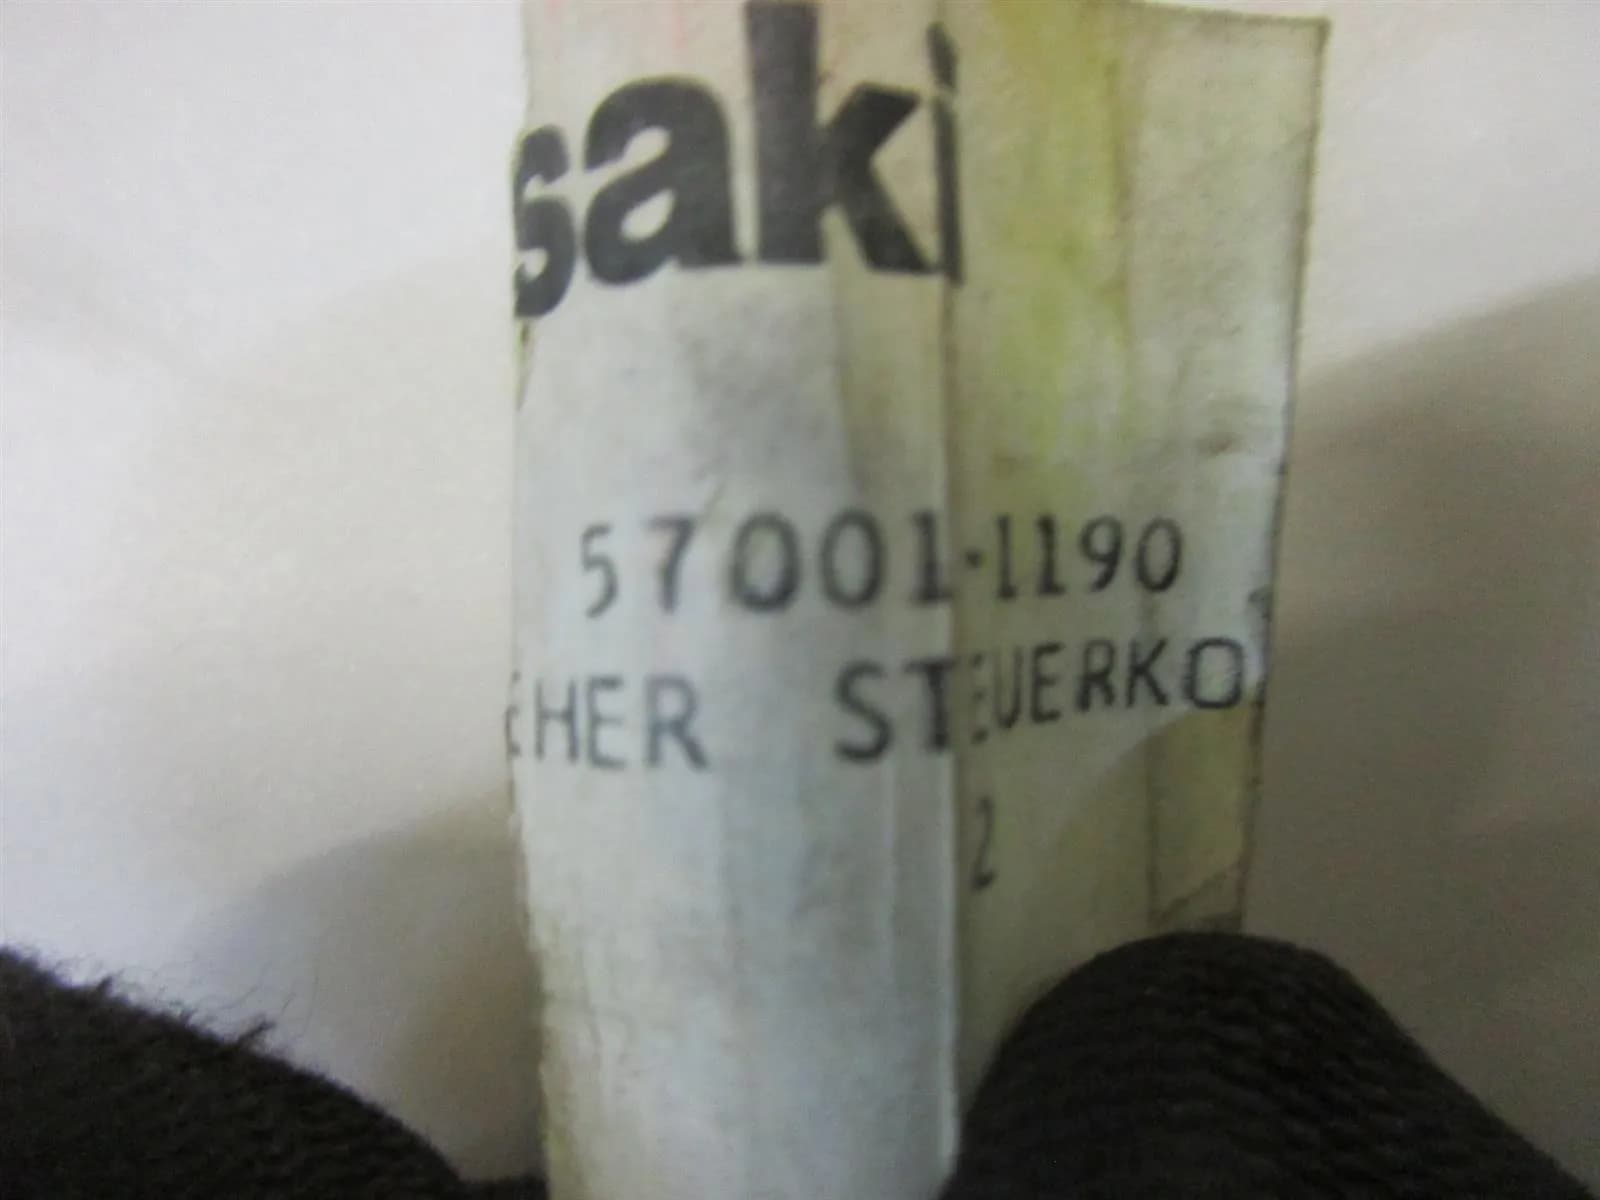 saki
57001-1190
EHER STEUERKO
2